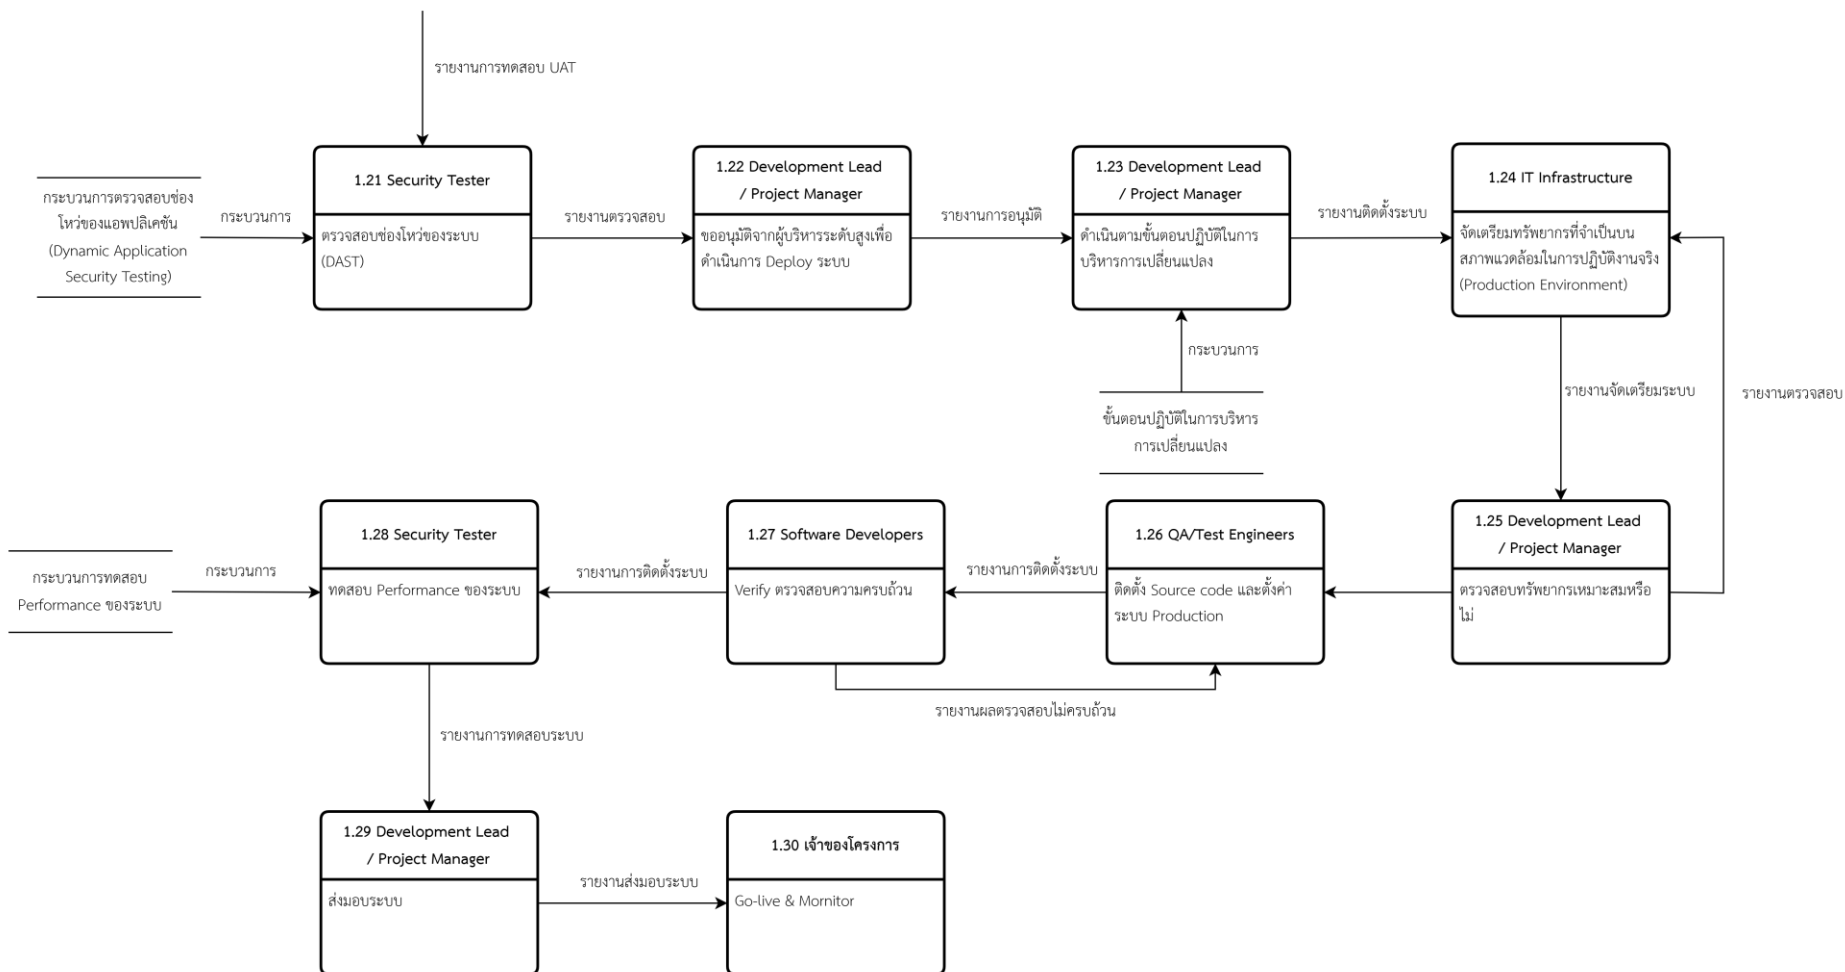 รายงานการทดสอบ UAT
1.21 Security Tester
ตรวจสอบช่องโหว่ของระบบ
(DAST)
กระบวนการตรวจสอบช่อง
โหว่ของแอพปลิเคชัน
(Dynamic Application
Security Testing)
กระบวนการ
รายงานตรวจสอบ
1.22 Development Lead
/ Project Manager
ขออนุมัติจากผู้บริหารระดับสูงเพื่อ
ดำเนินการ Deploy ระบบ
รายงานการอนุมัติ
1.23 Development Lead
/ Project Manager
ดำเนินตามขั้นตอนปฏิบัติในการ
บริหารการเปลี่ยนแปลง
กระบวนการ
ขั้นตอนปฏิบัติในการบริหาร
การเปลี่ยนแปลง
รายงานติดตั้งระบบ
1.24 IT Infrastructure
จัดเตรียมทรัพยากรที่จำเป็นบน
สภาพแวดล้อมในการปฏิบัติงานจริง
(Production Environment)
รายงานจัดเตรียมระบบ
รายงานตรวจสอบ
1.25 Development Lead
/ Project Manager
ตรวจสอบทรัพยากรเหมาะสมหรือ
ไม่
1.26 QA/Test Engineers
ติดตั้ง Source code และตั้งค่า
ระบบ Production
รายงานการติดตั้งระบบ
1.27 Software Developers
Verify ตรวจสอบความครบถ้วน
รายงานผลตรวจสอบไม่ครบถ้วน
รายงานการติดตั้งระบบ
1.28 Security Tester
ทดสอบ Performance ของระบบ
กระบวนการ
กระบวนการทดสอบ
Performance ของระบบ
รายงานการทดสอบระบบ
1.29 Development Lead
/ Project Manager
ส่งมอบระบบ
รายงานส่งมอบระบบ
1.30 เจ้าของโครงการ
Go-live & Mornitor